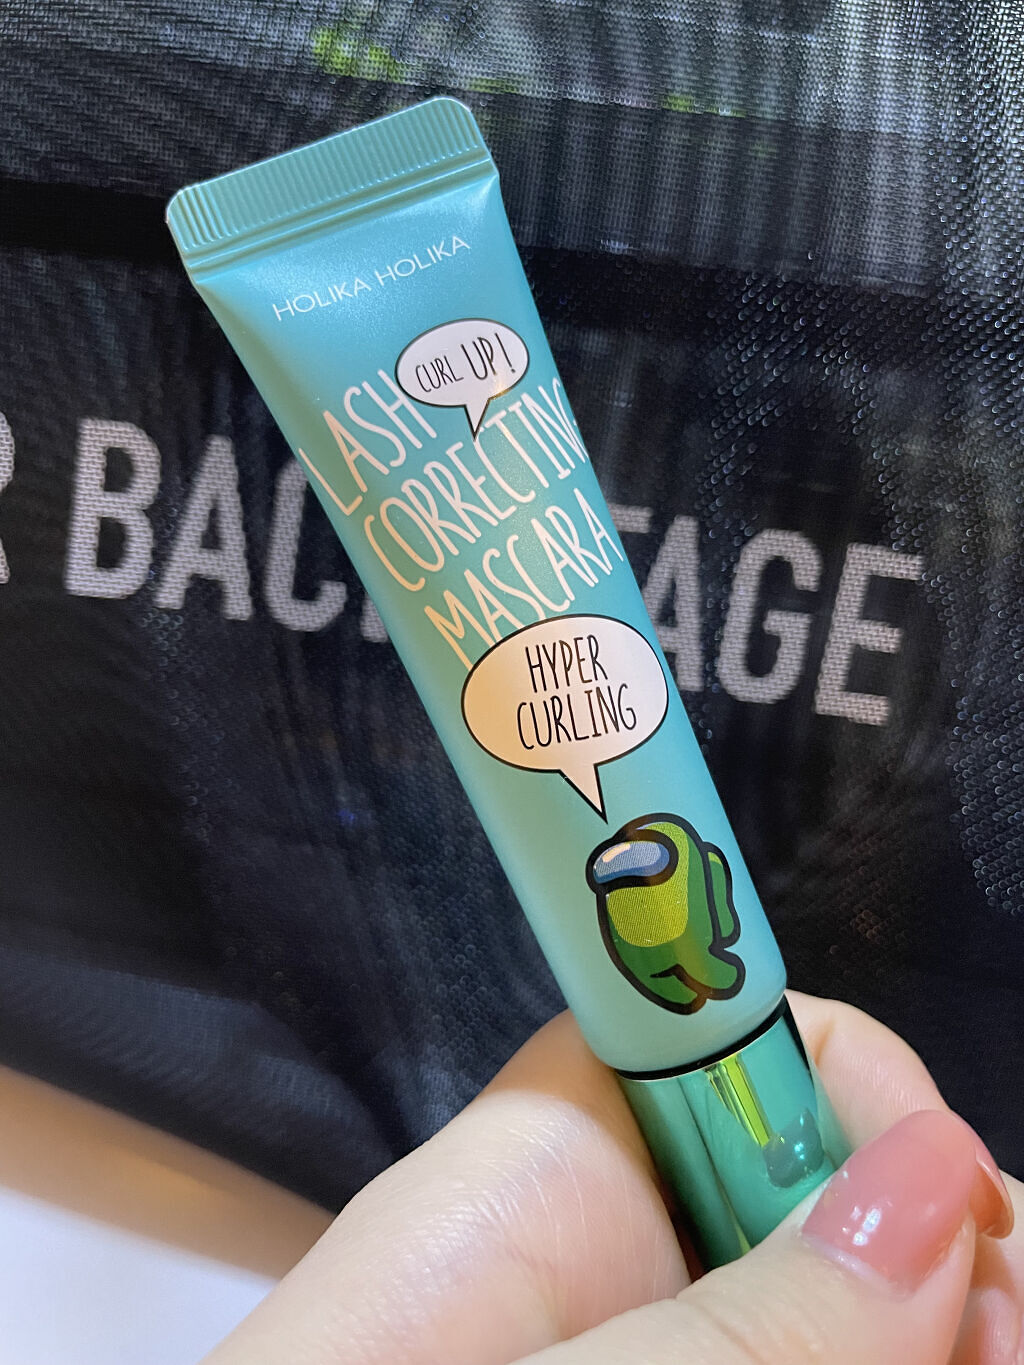 HOLIKA HOLIKA
CURL UP!
LASH
CORRECTING
MASCARA
HYPER
CURLING